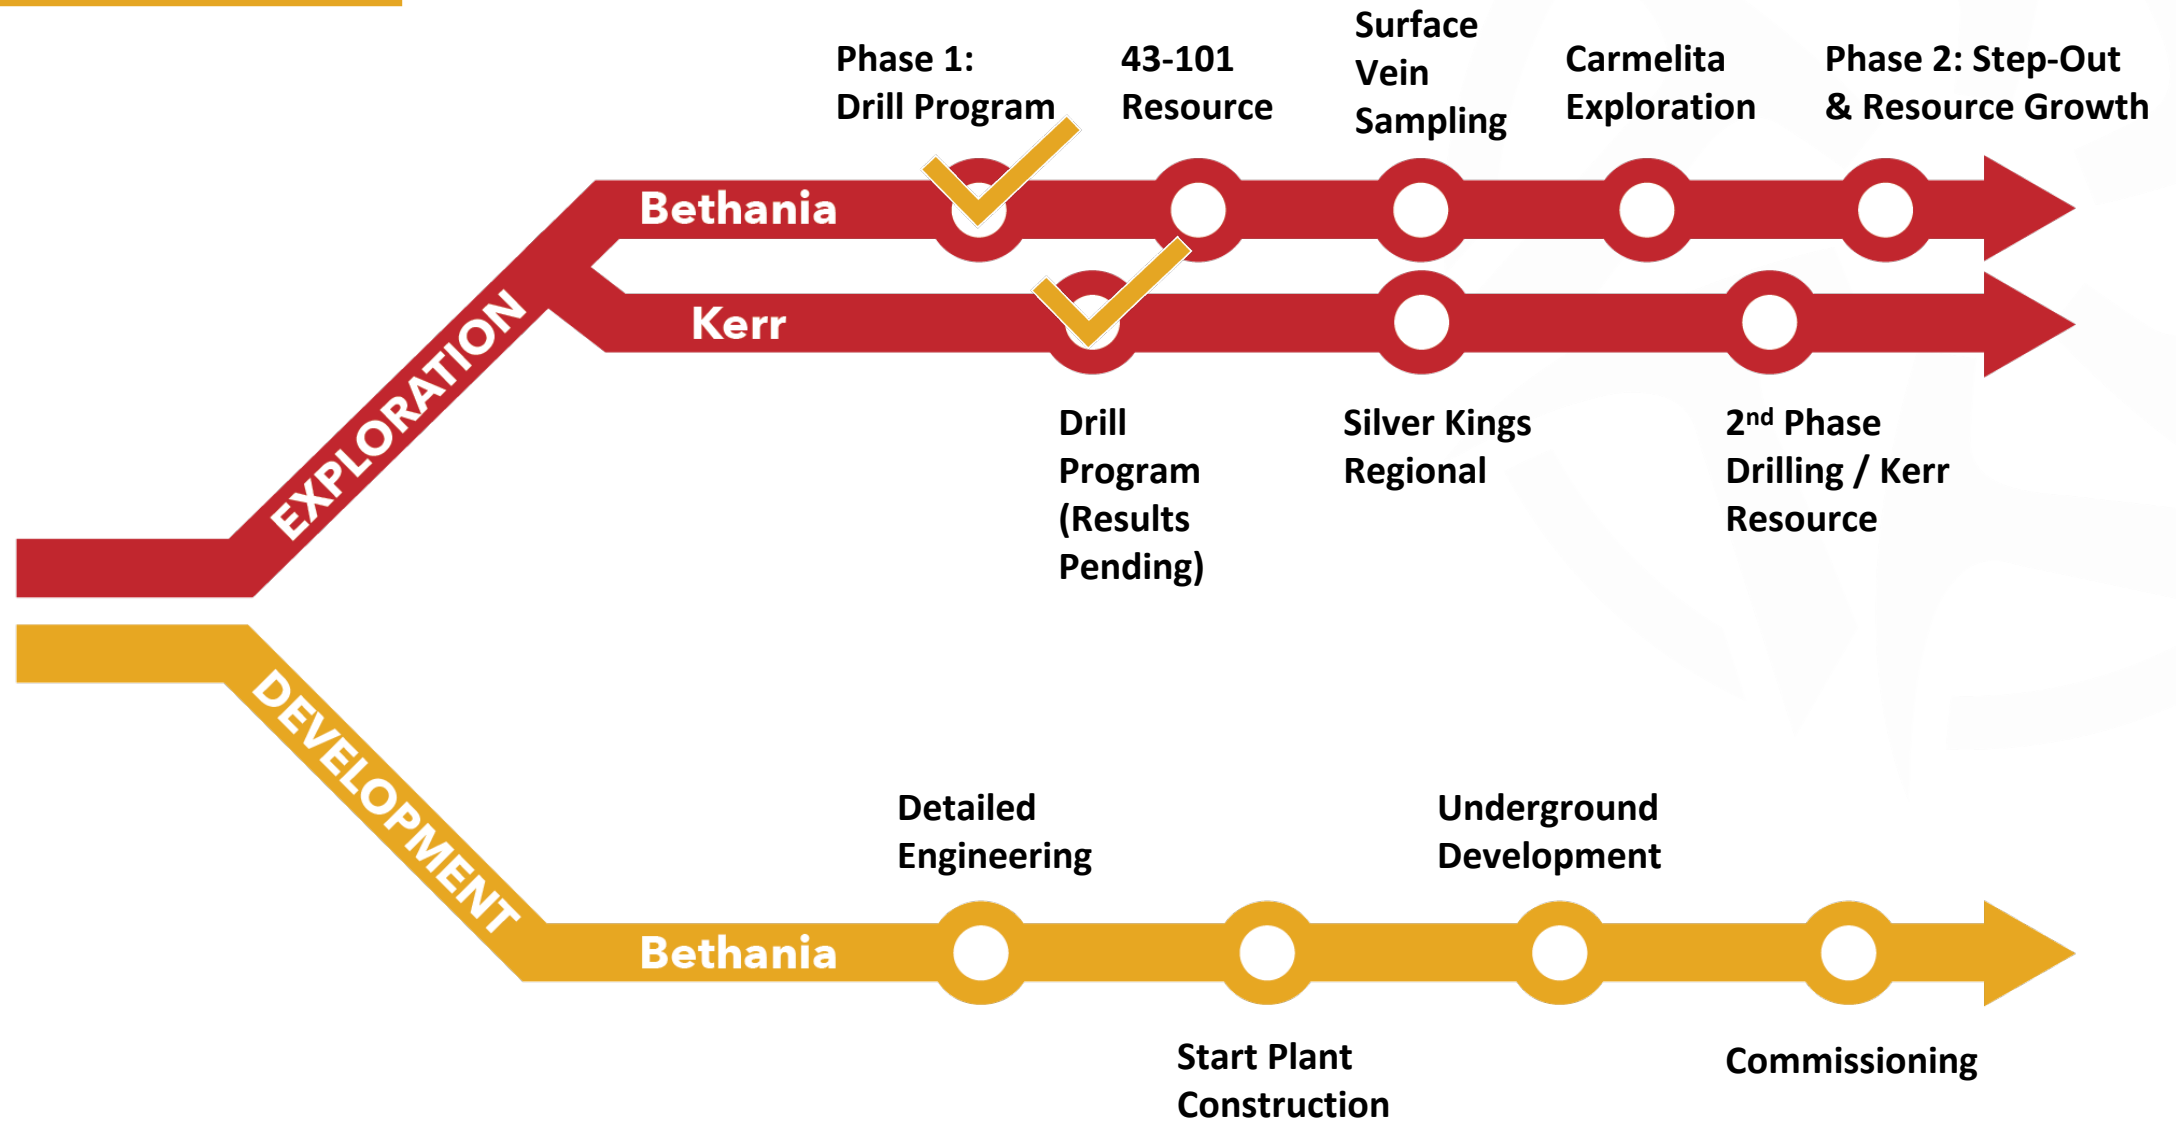 Phase 1:
Drill Program
43-101
Resource
Surface
Vein
Sampling
Carmelita
Exploration
Phase 2: Step-Out
& Resource Growth
Bethania
Kerr
EXPLORATION
Drill
Program
(Results
Pending)
Silver Kings
Regional
2nd Phase
Drilling / Kerr
Resource
DEVELOPMENT
Detailed
Engineering
Underground
Development
Bethania
Start Plant
Construction
Commissioning